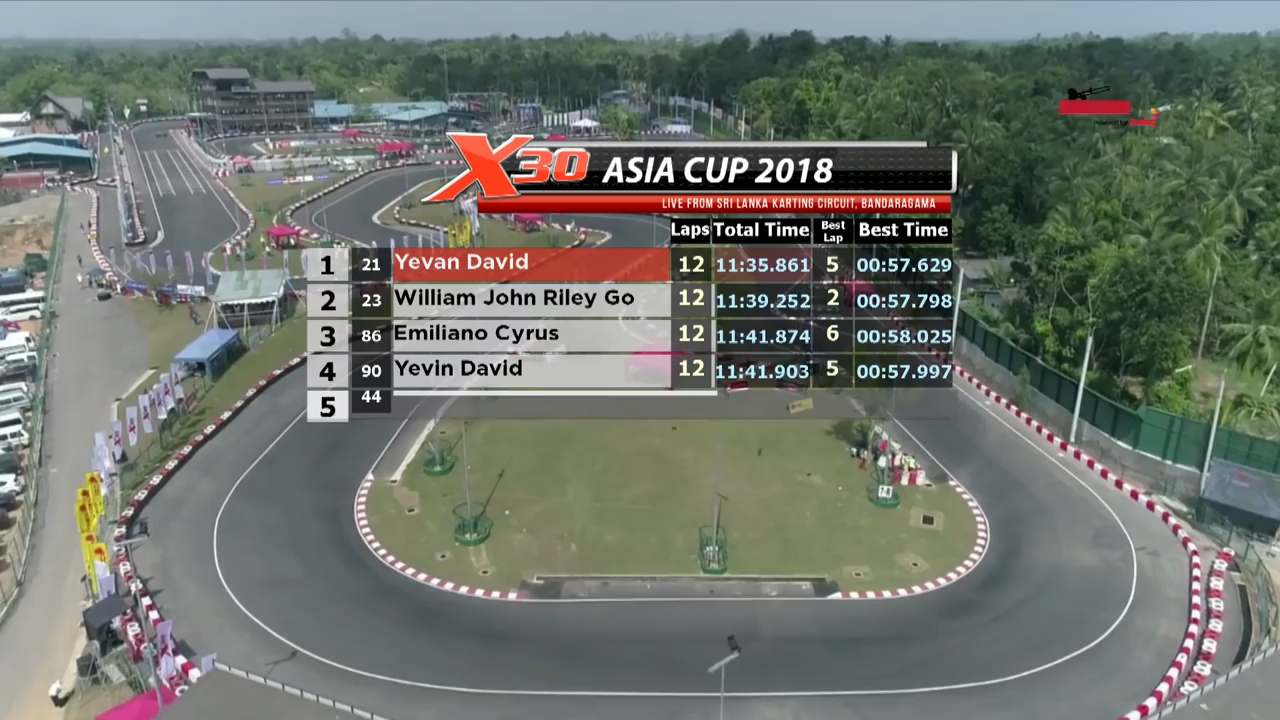 X30 ASIA CUP 2018
LIVE FROM SRI LANKA KARTING CIRCUIT, BANDARAGAMA
Laps Total Time Best Lap Best Time
1 21 Yevan David 12 11:35.861 5 00:57.629
2 23 William John Riley Go 12 11:39.252 2 00:57.798
3 86 Emiliano Cyrus 12 11:41.874 6 00:58.025
4 90 Yevin David 12 11:41.903 5 00:57.997
5 44